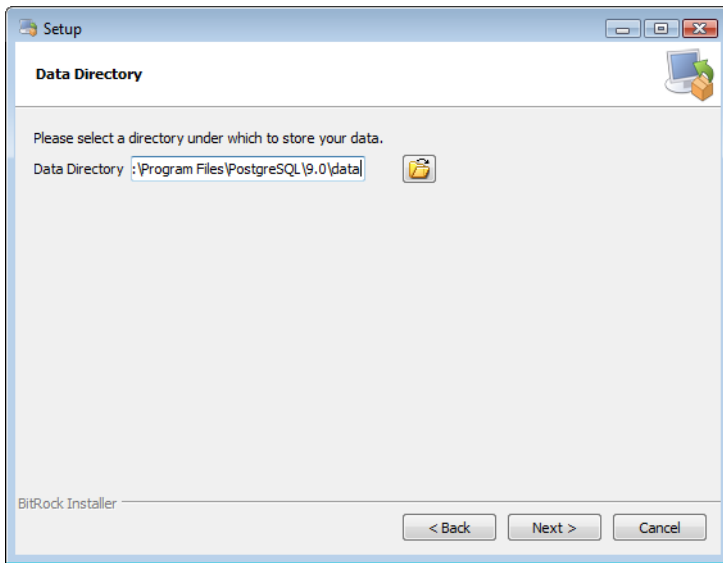 Setup
Data Directory
Please select a directory under which to store your data.
Data Directory :\Program Files\PostgreSQL\9.0\data
BitRock Installer
< Back Next > Cancel